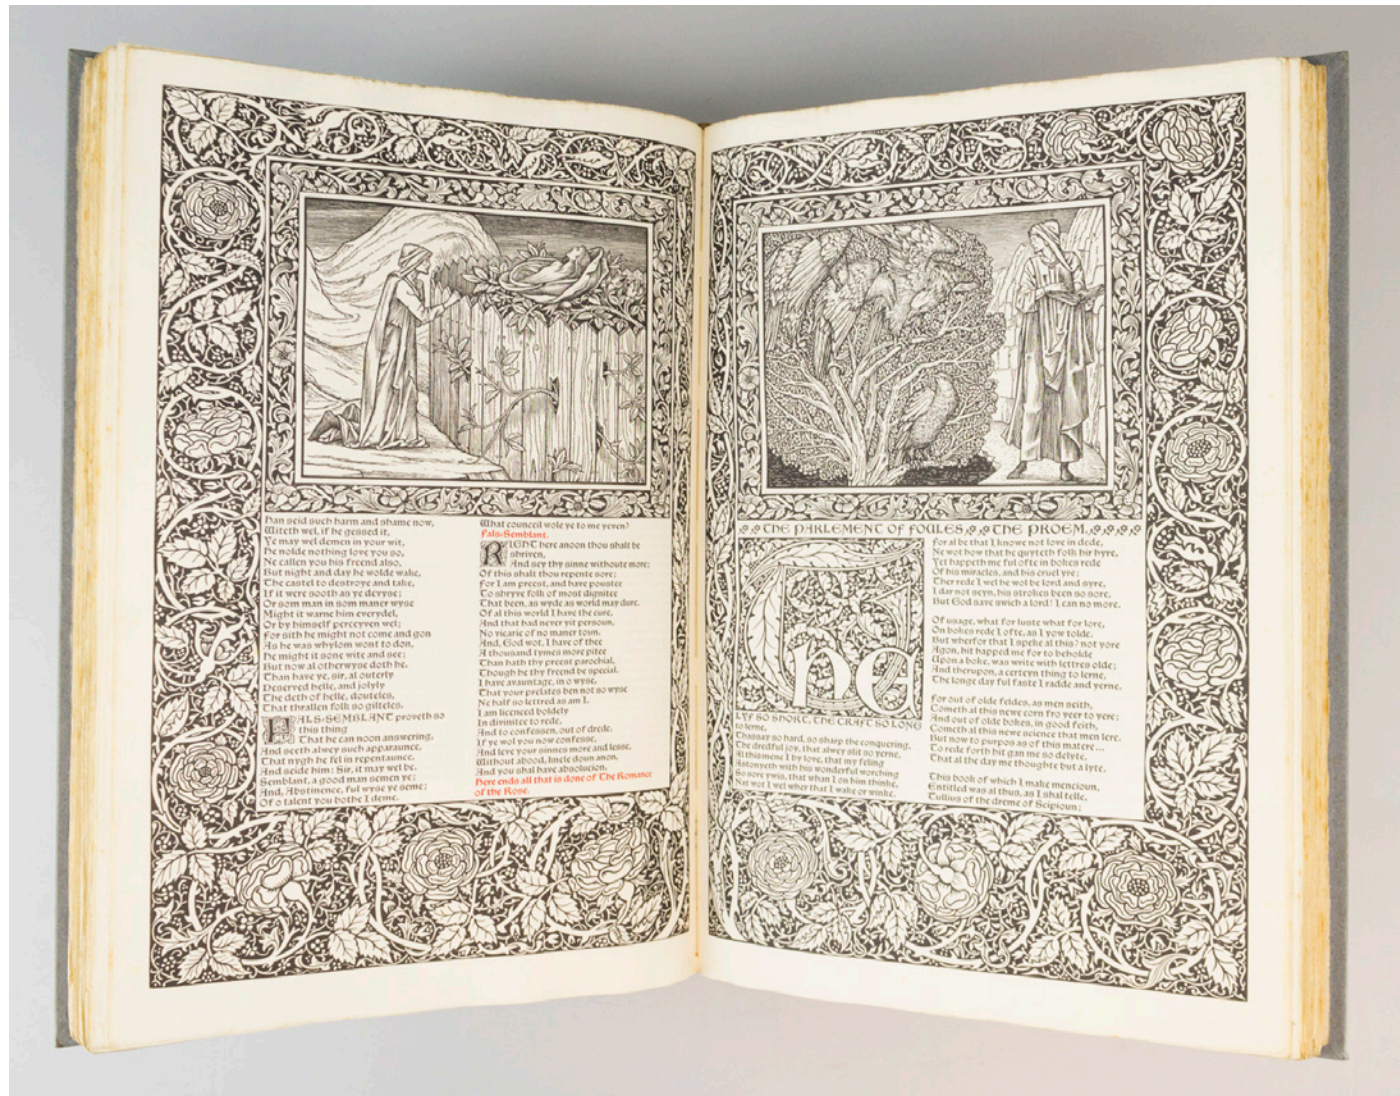 han seid such harm and shame now,
Witeth wel, if he gessed it,
Ye may wel demen in your wit,
He nolde nothing love you so,
Ne callen you his freend also,
But night and day he wolde wake,
The castel to destroye and take,
If it were sooth as ye devyse;
Or som man in som maner wyse
Might it warne him everydel,
Or by himself perceyven wel;
For sith he might not come and gon
As he was whylom wont to don,
He might it sone wite and see;
But now al otherwyse doth he.
Than have ye, sir, al outerly
Deserved helle, and jolyly
The deth of helle, douteles,
That thrallen folk so gilteles.
FALS-SEMBLANT proveth so
this thing
That he can noon answering,
And seeth alwey such apparaunce,
That nygh he fel in repentaunce,
And seide him: Sir, it may wel be.
Semblant, a good man semen ye;
And, Abstinence, ful wyse ye seme;
Of o talent you bothe I deme.
What counceil wole ye to me yeven?
Fals-Semblant.
RIGHT here anoon thou shalt be
shriven,
And sey thy sinne withoute more;
Of this shalt thou repente sore;
For I am preest, and have poustee
To shryve folk of most dignitee
That been, as wyde as world may dure.
Of al this world I have the cure,
And that had never yit persoun,
No vicarie of no maner toun.
And, God wot, I have of thee
A thousand tymes more pitee
Than hath thy preest parochial,
Though he thy freend be special.
I have avauntage, in o wyse,
That your prelates ben not so wyse
Ne half so lettred as am I.
I am licenced boldely
In divinitee to rede,
And to confessen, out of drede.
If ye wol you now confesse,
And leve your sinnes more and lesse,
Without abood, knele doun anon,
And you shal have absolucion.
Here ends all that is done of The Romance
of the Rose.
THE PARLEMENT OF FOULES THE PROEM
THE
LYF SO SHORT, THE CRAFT SO LONG
to lerne,
Thassay so hard, so sharp the conquering,
The dredful joy, that alwey slit so yerne,
Al this mene I by love, that my feling
Astonyeth with his wonderful worching
So sore ywis, that whan I on him thinke,
Nat wot I wel wher that I wake or winke.
For al be that I knowe not love in dede,
Ne wot how that he quyteth folk hir hyre,
Yet happeth me ful ofte in bokes rede
Of his miracles, and his cruel yre;
Ther rede I wel he wol be lord and syre,
I dar not seyn, his strokes been so sore,
But God save swich a lord! I can no more.
Of usage, what for luste what for lore,
On bokes rede I ofte, as I yow tolde.
But wherfor that I speke al this? not yore
Agon, hit happed me for to beholde
Upon a boke, was write with lettres olde;
And therupon, a certeyn thing to lerne,
The longe day ful faste I radde and yerne.
For out of olde feldes, as men seith,
Cometh al this newe corn fro yeer to yere;
And out of olde bokes, in good feith,
Cometh al this newe science that men lere.
But now to purpos as of this matere...
To rede forth hit gan me so delyte,
That al the day me thoughte but a lyte.
This book of which I make mencioun,
Entitled was al thus, as I shal telle,
Tullius of the dreme of Scipioun;